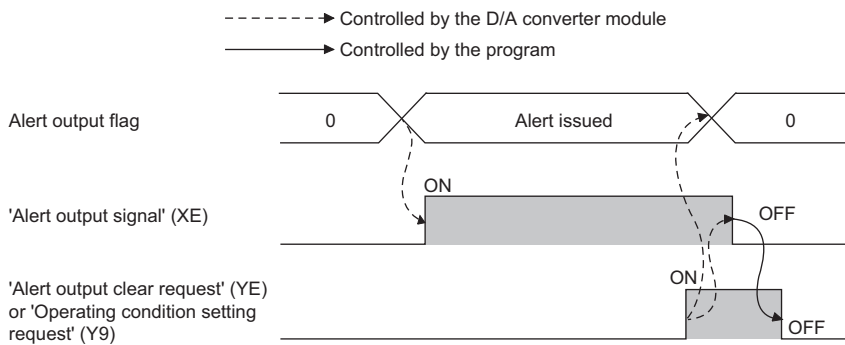 Controlled by the D/A converter module
Controlled by the program
Alert output flag
0
Alert issued
0
ON
'Alert output signal' (XE)
OFF
'Alert output clear request' (YE)
or 'Operating condition setting
request' (Y9)
ON
OFF